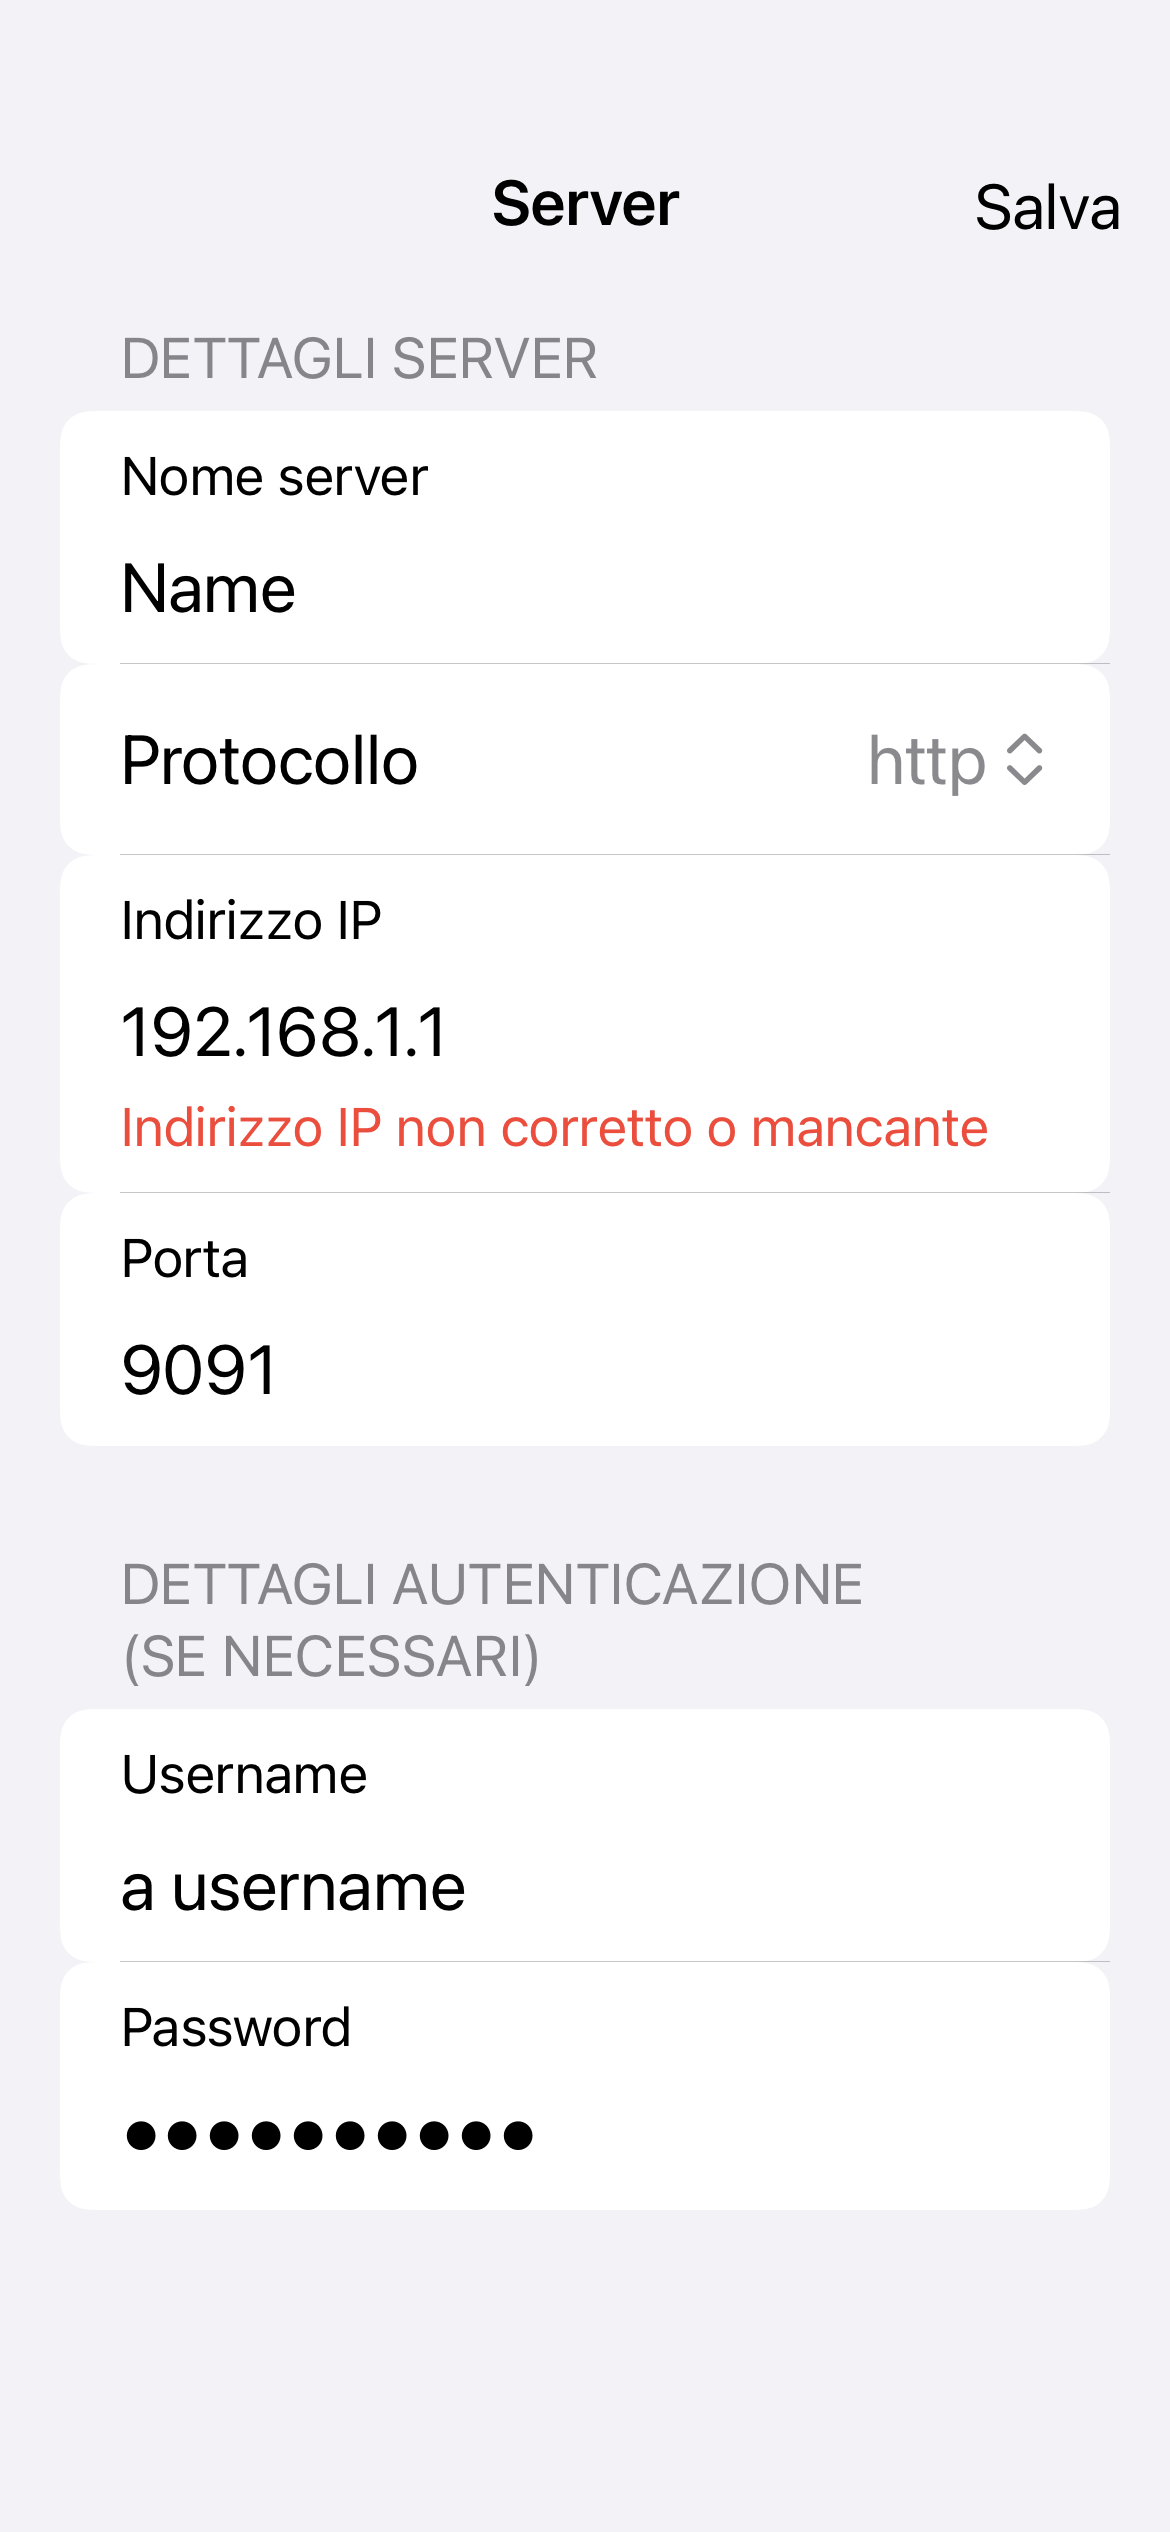 Server
Salva
DETTAGLI SERVER
Nome server
Name
Protocollo
http
Indirizzo IP
192.168.1.1
Indirizzo IP non corretto o mancante
Porta
9091
DETTAGLI AUTENTICAZIONE
(SE NECESSARI)
Username
a username
Password
••••••••••